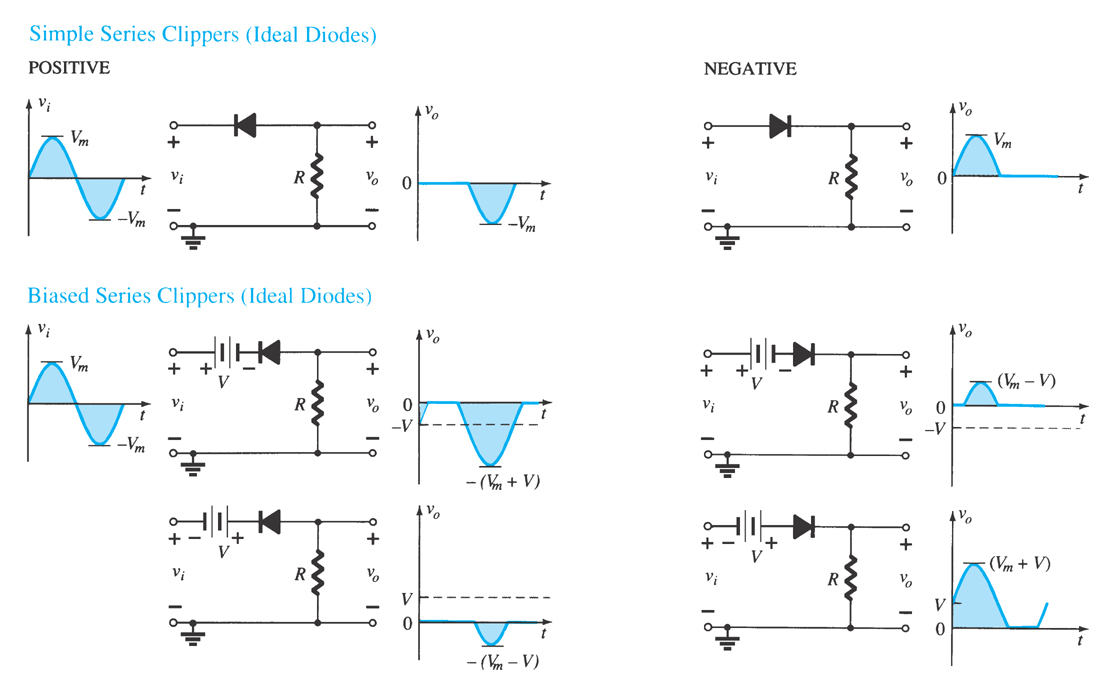 Simple Series Clippers (Ideal Diodes)
POSITIVE
NEGATIVE
v_i
V_m
t
−V_m
+
v_i
−
R
+
v_o
−
v_o
0
t
−V_m
+
v_i
−
R
+
v_o
−
v_o
V_m
0
t
Biased Series Clippers (Ideal Diodes)
v_i
V_m
t
−V_m
+
+ V −
v_i
−
R
+
v_o
−
v_o
0
−V
t
−(V_m + V)
+
+ V −
v_i
−
R
+
v_o
−
v_o
(V_m − V)
0
−V
t
+
− V +
v_i
−
R
+
v_o
−
v_o
V
0
t
−(V_m − V)
+
− V +
v_i
−
R
+
v_o
−
v_o
(V_m + V)
V
0
t